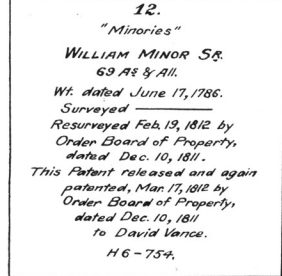 12.
"Minories"
William Minor Sr.
69 As & All.
Wt. dated June 17, 1786.
Surveyed ————
Resurveyed Feb. 19, 1812 by
Order Board of Property,
dated Dec. 10, 1811.
This Patent released and again
patented, Mar. 17, 1812 by
Order Board of Property,
dated Dec. 10, 1811
to David Vance.
H 6 - 754.